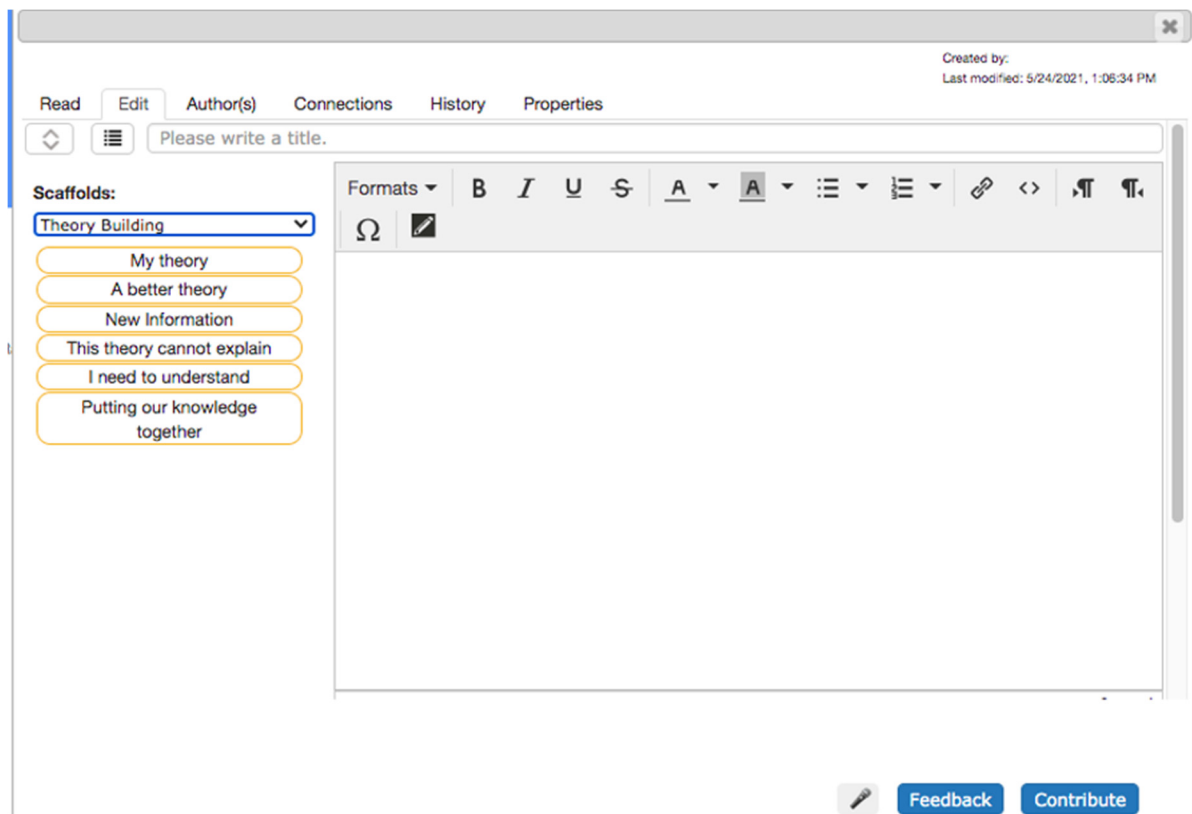 Created by:
Last modified: 5/24/2021, 1:06:34 PM
Read Edit Author(s) Connections History Properties
Please write a title.
Scaffolds:
Theory Building
My theory
A better theory
New Information
This theory cannot explain
I need to understand
Putting our knowledge
together
Formats B I U S A A
Ω
Feedback Contribute